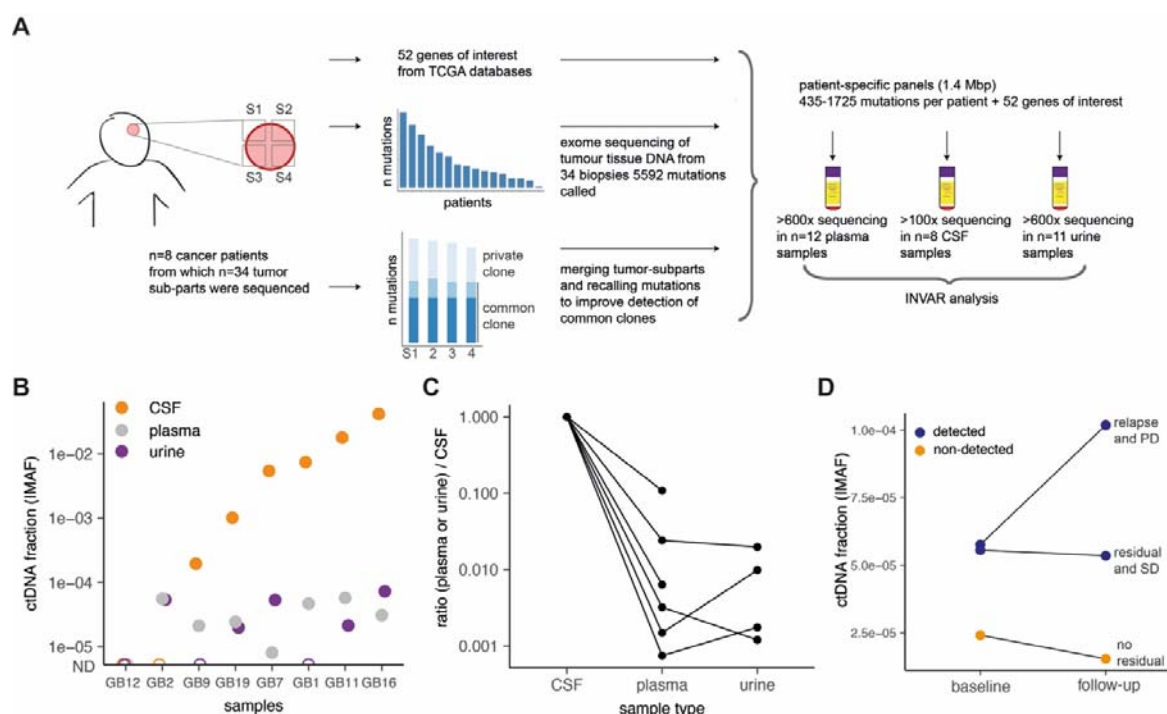 A
52 genes of interest
from TCGA databases
S1 S2
S3 S4
n mutations
patients
exome sequencing of
tumour tissue DNA from
34 biopsies 5592 mutations
called
n=8 cancer patients
from which n=34 tumor
sub-parts were sequenced
n mutations
private
clone
common
clone
S1 2 3 4
merging tumor-subparts
and recalling mutations
to improve detection of
common clones
patient-specific panels (1.4 Mbp)
435-1725 mutations per patient + 52 genes of interest
>600x sequencing
in n=12 plasma
samples
>100x sequencing
in n=8 CSF
samples
>600x sequencing
in n=11 urine
samples
INVAR analysis
B
CSF
plasma
urine
ctDNA fraction (IMAF)
1e−02
1e−03
1e−04
1e−05
ND
GB12 GB2 GB9 GB19 GB7 GB1 GB11 GB16
samples
C
ratio (plasma or urine) / CSF
1.000
0.100
0.010
0.001
CSF plasma urine
sample type
D
detected
non-detected
ctDNA fraction (IMAF)
1.0e−04
7.5e−05
5.0e−05
2.5e−05
relapse
and PD
residual
and SD
no
residual
baseline follow-up